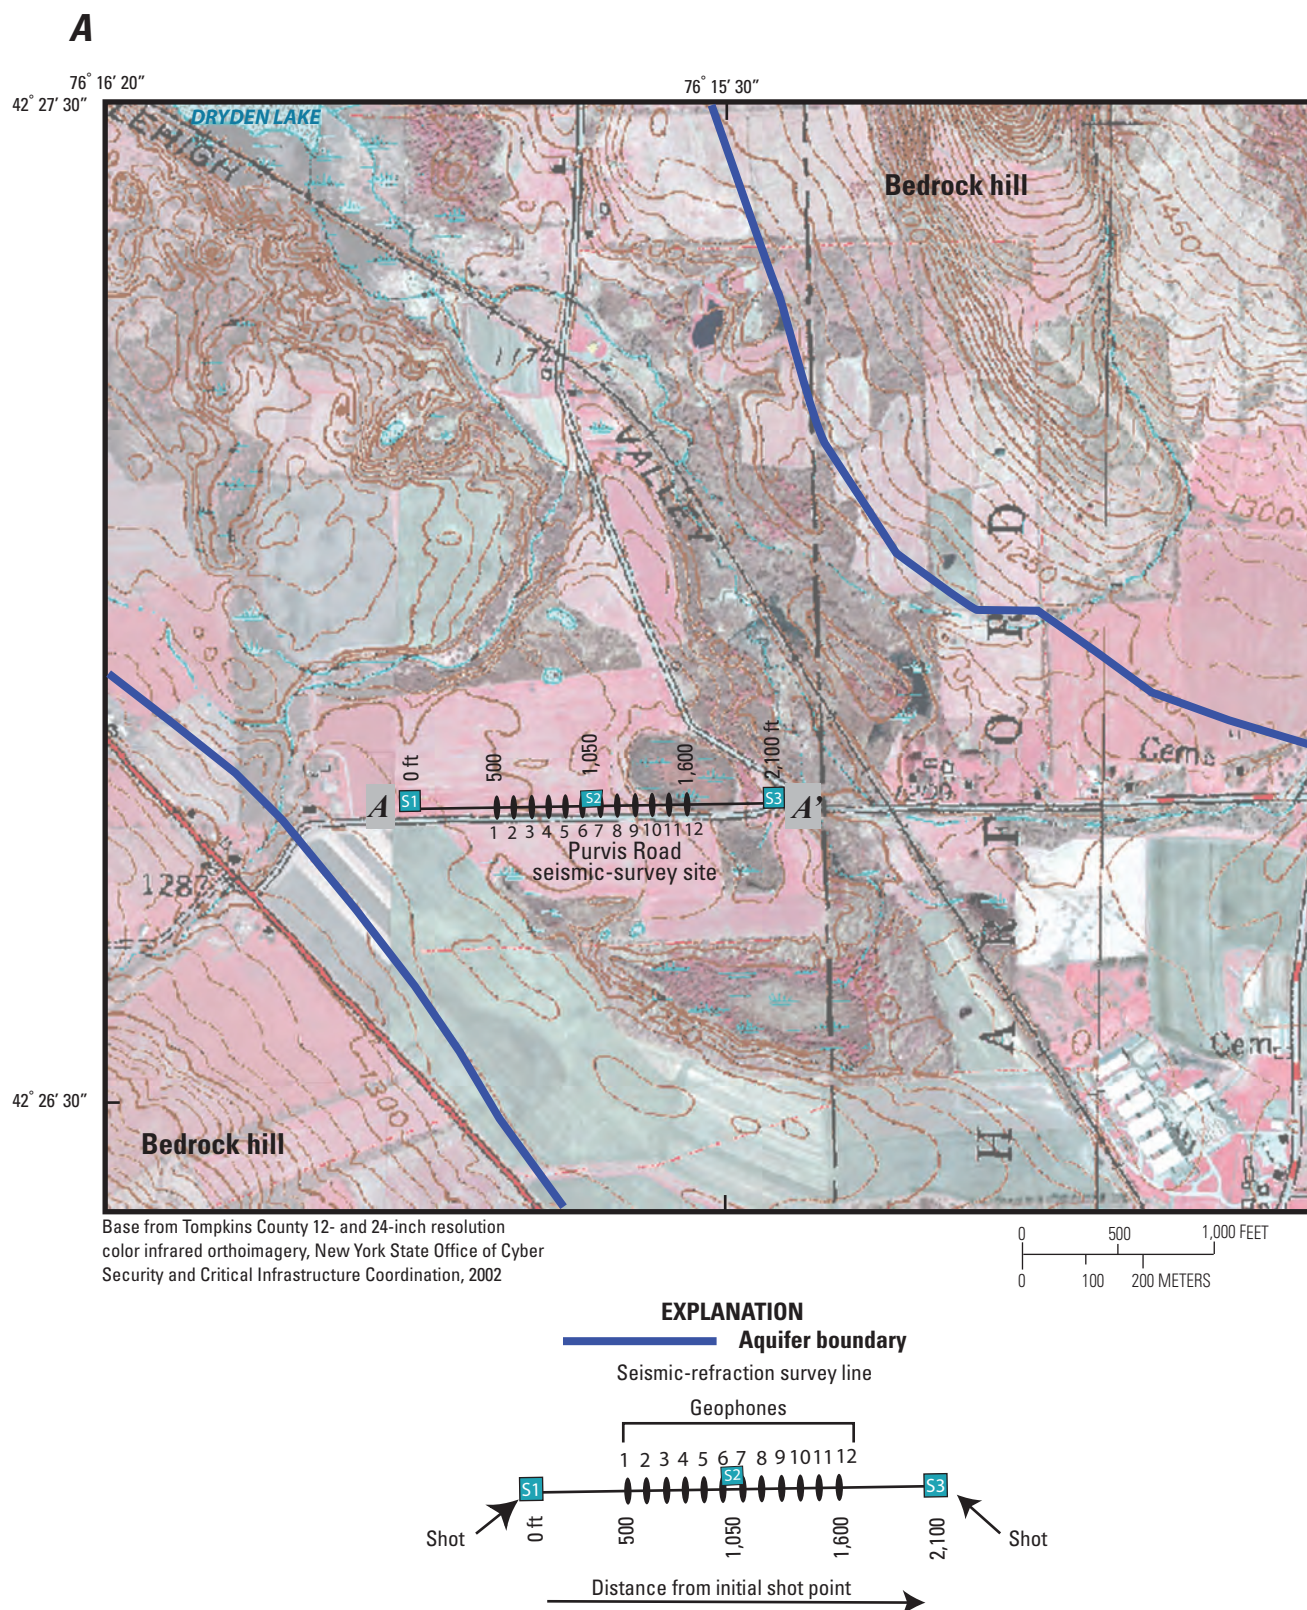 A
76° 16' 20"
76° 15' 30"
42° 27' 30"
DRYDEN LAKE
LEHIGH
Bedrock hill
1450
1200
117
VALLEY
1300
1250
D
R
O
F
T
R
A
H
Cem
0 ft
500
1,050
1,600
2,100 ft
A
S1
S2
S3
A'
1 2 3 4 5 6 7 8 9 10 11 12
Purvis Road
seismic-survey site
1287
1300
Cem
42° 26' 30"
Bedrock hill
Base from Tompkins County 12- and 24-inch resolution
color infrared orthoimagery, New York State Office of Cyber
Security and Critical Infrastructure Coordination, 2002
0 500 1,000 FEET
0 100 200 METERS
EXPLANATION
Aquifer boundary
Seismic-refraction survey line
Geophones
1 2 3 4 5 6 7 8 9 10 11 12
S1
S2
S3
Shot
0 ft
500
1,050
1,600
2,100
Shot
Distance from initial shot point